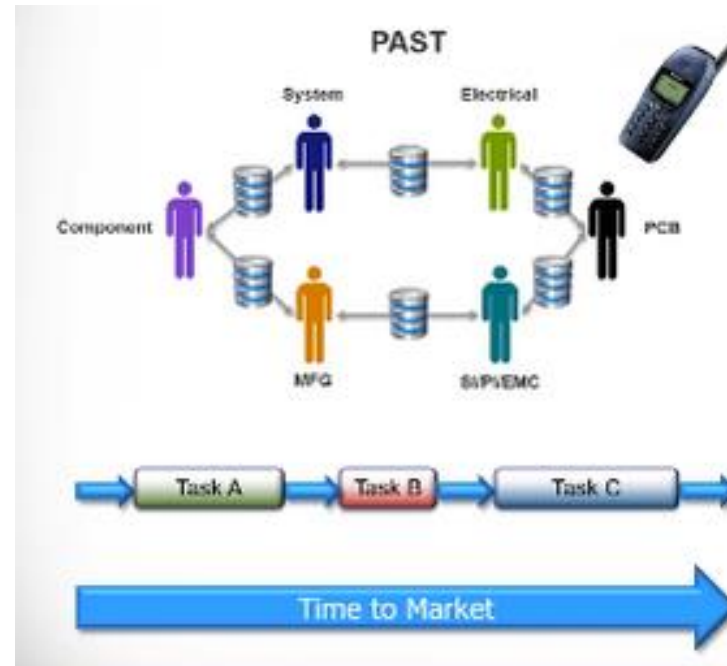 PAST
System
Electrical
Component
PCB
MFG
SI/PI/EMC
Task A
Task B
Task C
Time to Market